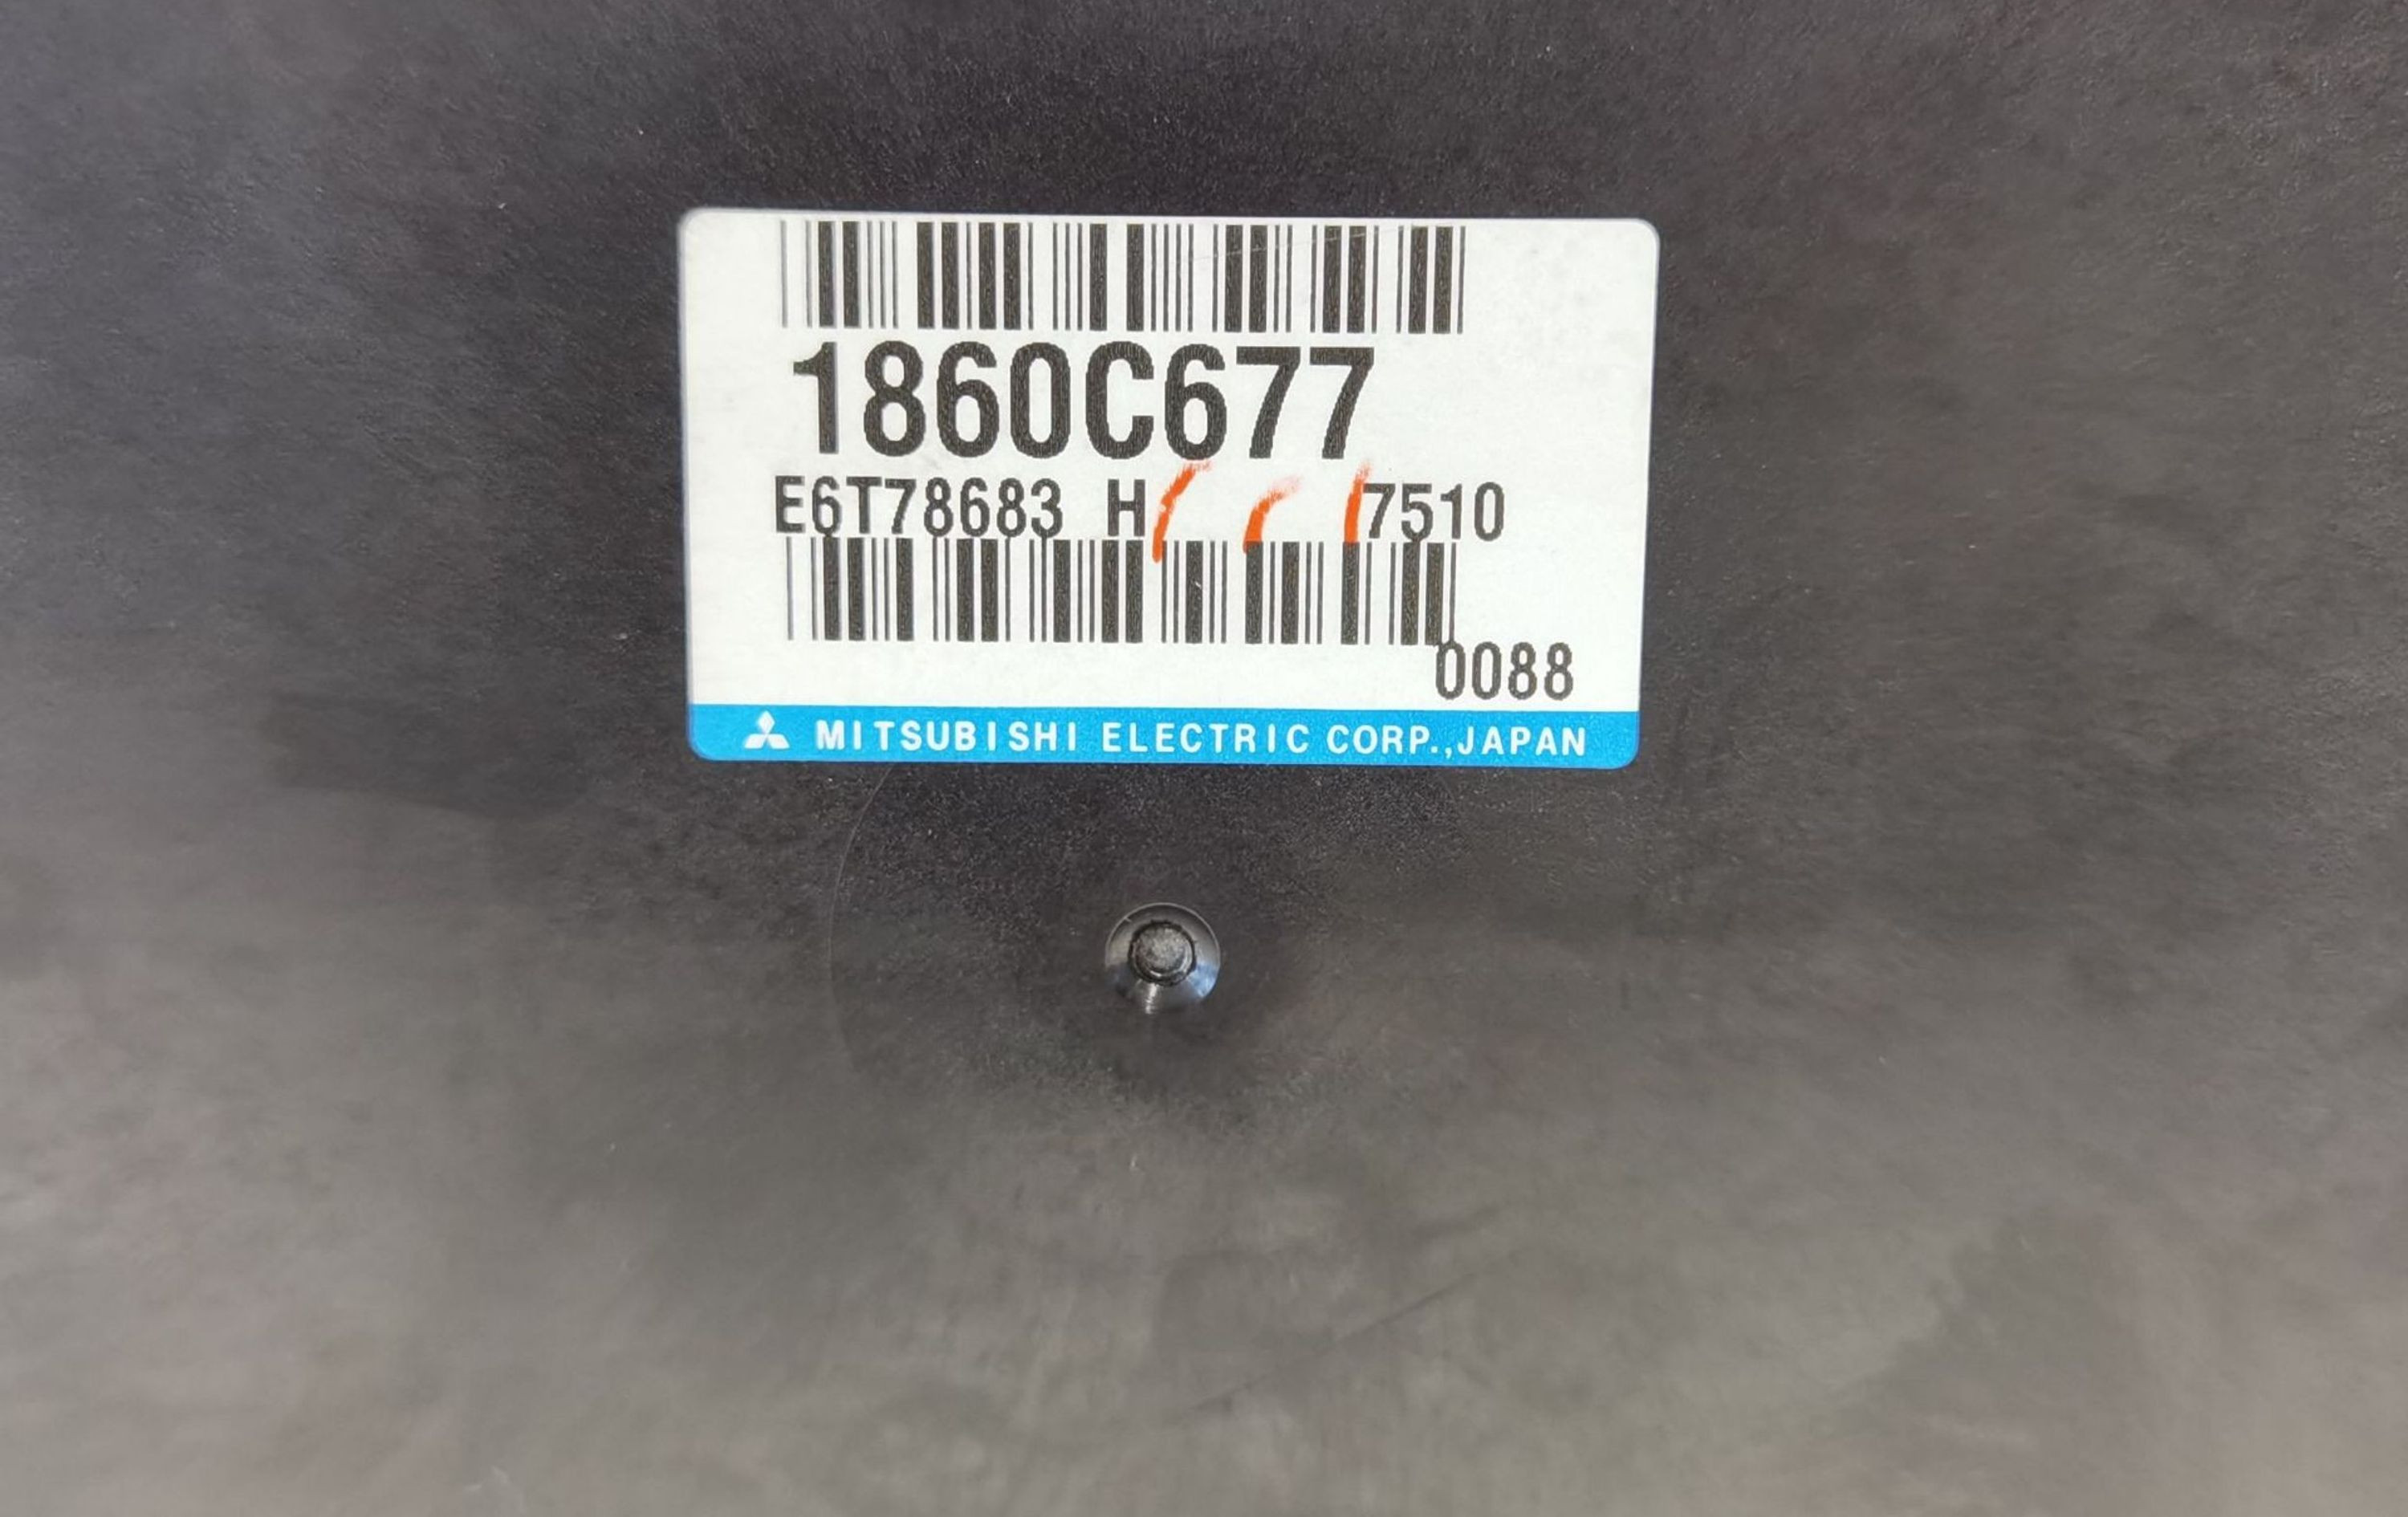 1860C677
E6T78683 H 7510
0088
MITSUBISHI ELECTRIC CORP.,JAPAN